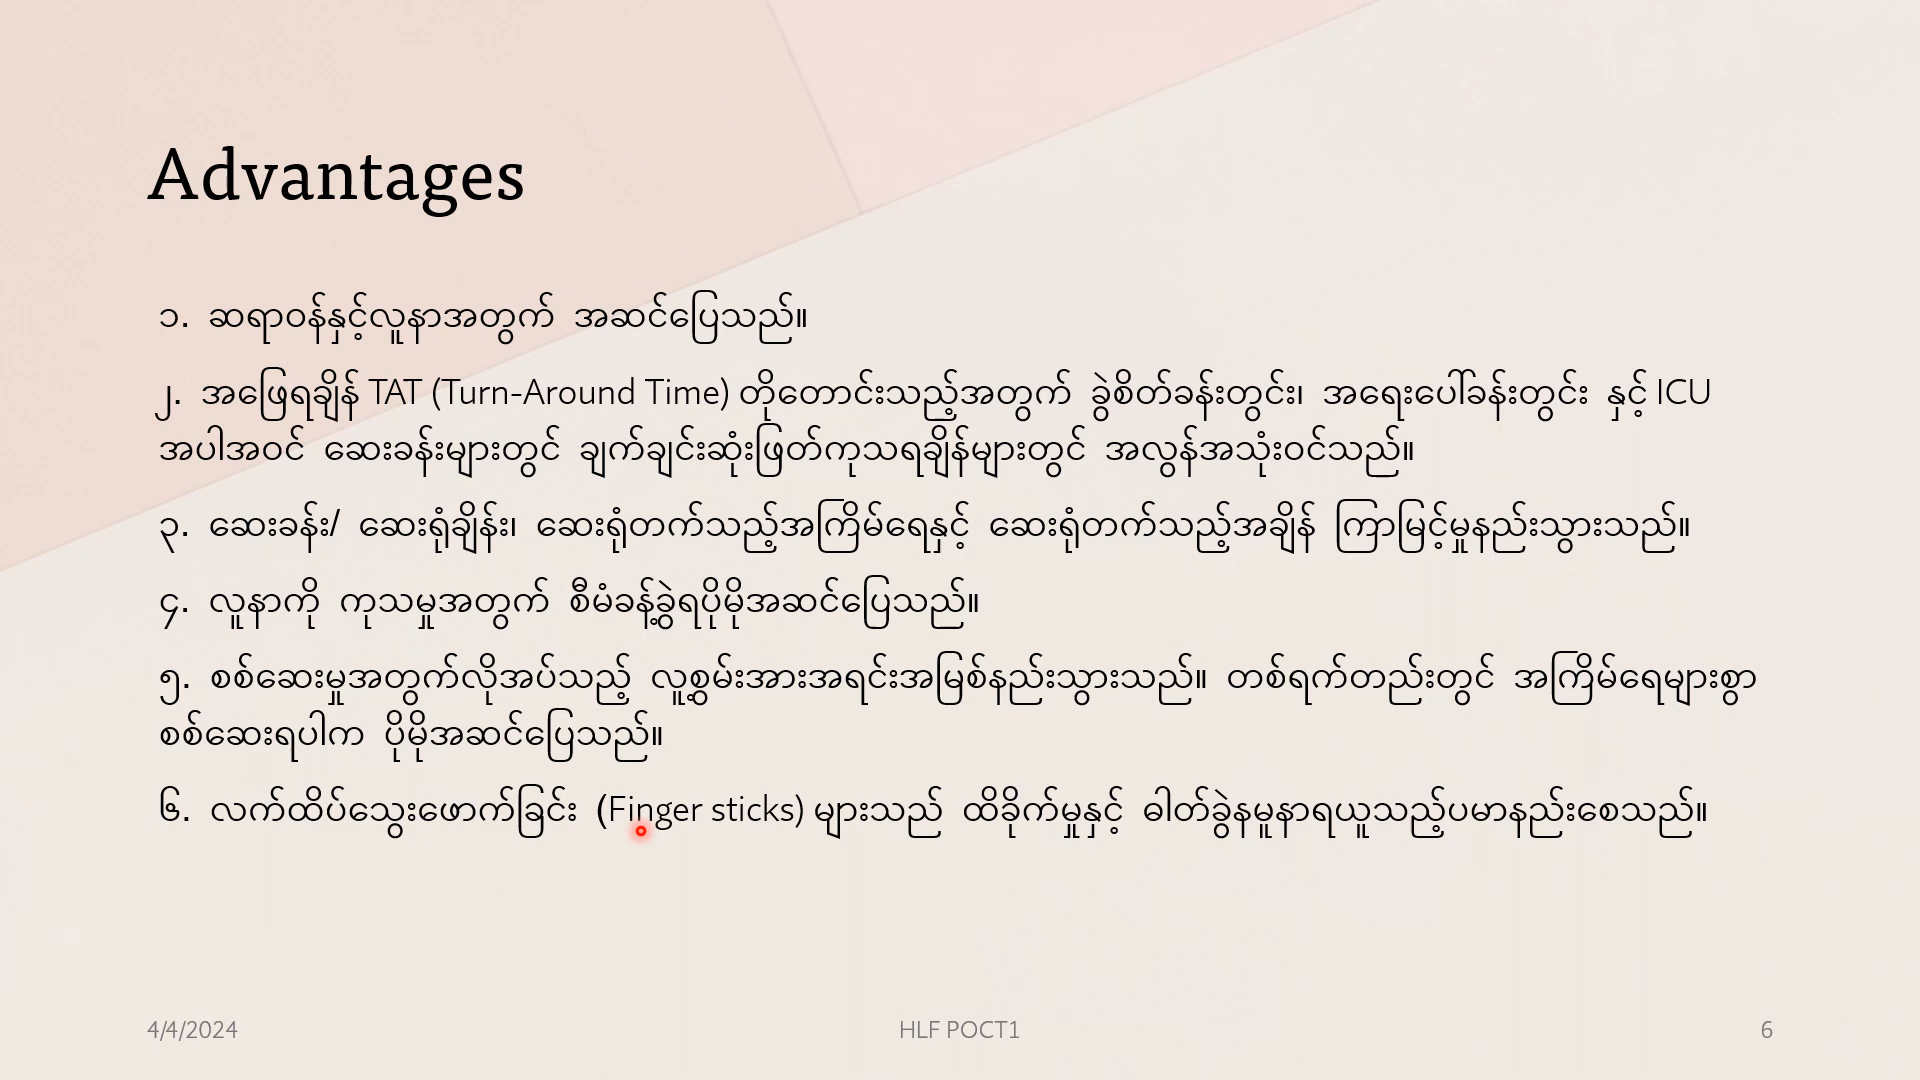 Advantages
၁. ဆရာဝန်နှင့်လူနာအတွက် အဆင်ပြေသည်။
၂. အဖြေရချိန် TAT (Turn-Around Time) တိုတောင်းသည့်အတွက် ခွဲစိတ်ခန်းတွင်း၊ အရေးပေါ်ခန်းတွင်း နှင့် ICU
အပါအဝင် ဆေးခန်းများတွင် ချက်ချင်းဆုံးဖြတ်ကုသရချိန်များတွင် အလွန်အသုံးဝင်သည်။
၃. ဆေးခန်း/ ဆေးရုံချိန်း၊ ဆေးရုံတက်သည့်အကြိမ်ရေနှင့် ဆေးရုံတက်သည့်အချိန် ကြာမြင့်မှုနည်းသွားသည်။
၄. လူနာကို ကုသမှုအတွက် စီမံခန့်ခွဲရပိုမိုအဆင်ပြေသည်။
၅. စစ်ဆေးမှုအတွက်လိုအပ်သည့် လူစွမ်းအားအရင်းအမြစ်နည်းသွားသည်။ တစ်ရက်တည်းတွင် အကြိမ်ရေများစွာ
စစ်ဆေးရပါက ပိုမိုအဆင်ပြေသည်။
၆. လက်ထိပ်သွေးဖောက်ခြင်း (Finger sticks) များသည် ထိခိုက်မှုနှင့် ဓါတ်ခွဲနမူနာရယူသည့်ပမာနည်းစေသည်။
4/4/2024
HLF POCT1
6